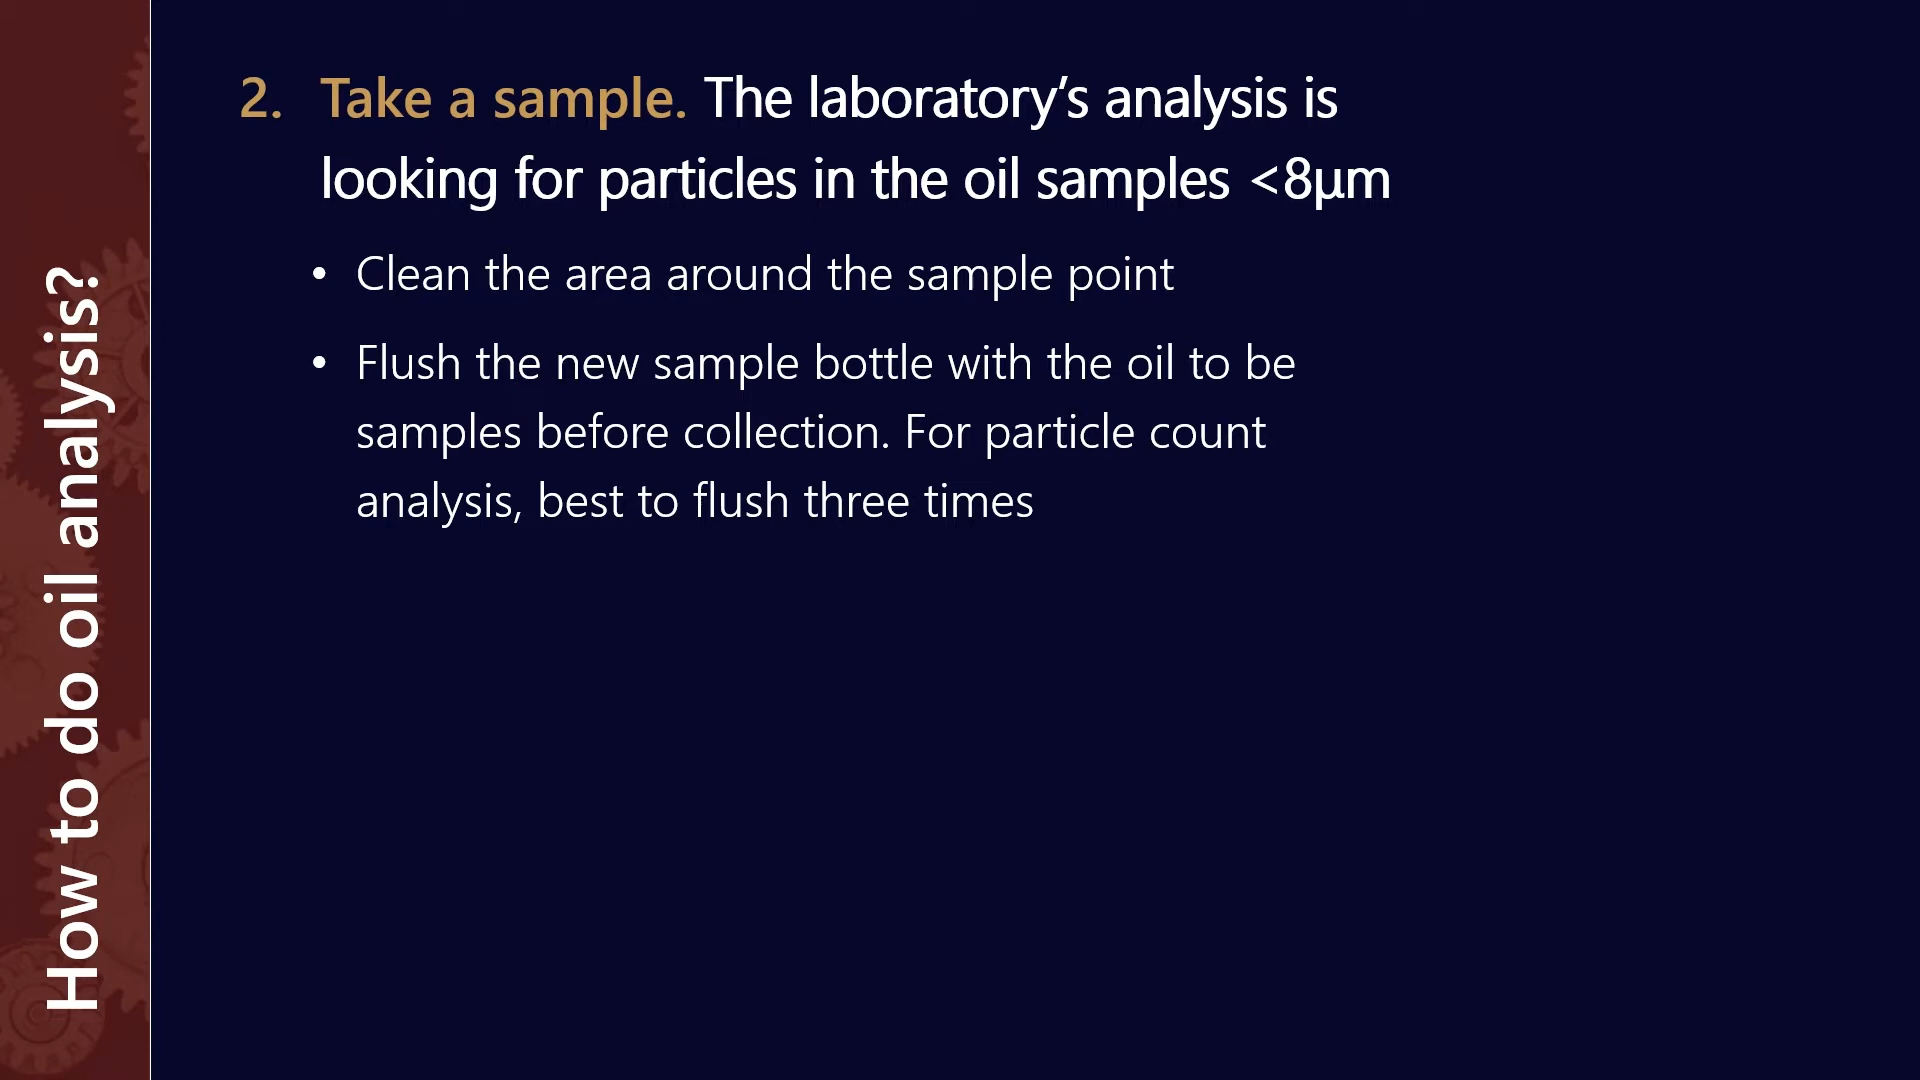 How to do oil analysis?
2. Take a sample. The laboratory’s analysis is
looking for particles in the oil samples <8µm
• Clean the area around the sample point
• Flush the new sample bottle with the oil to be
samples before collection. For particle count
analysis, best to flush three times